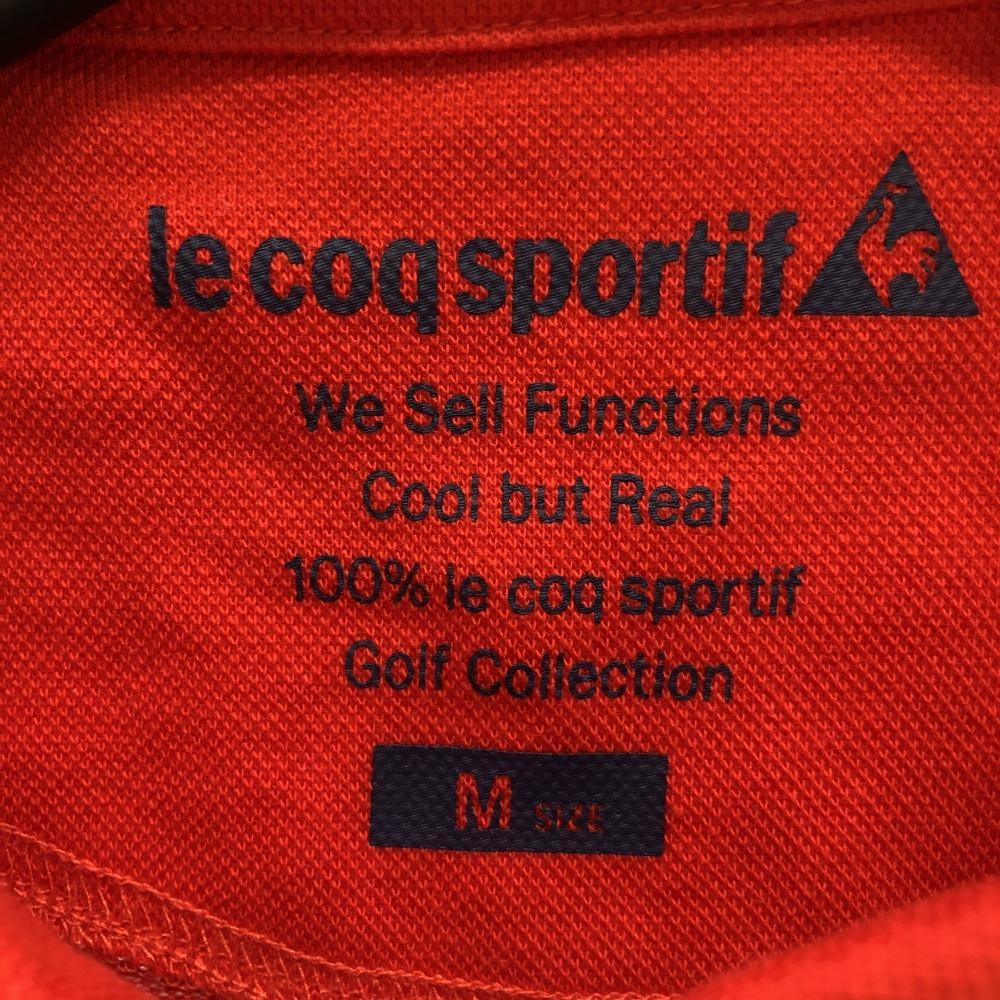 le coq sportif
We Sell Functions
Cool but Real
100% le coq sportif
Golf Collection
M SIZE